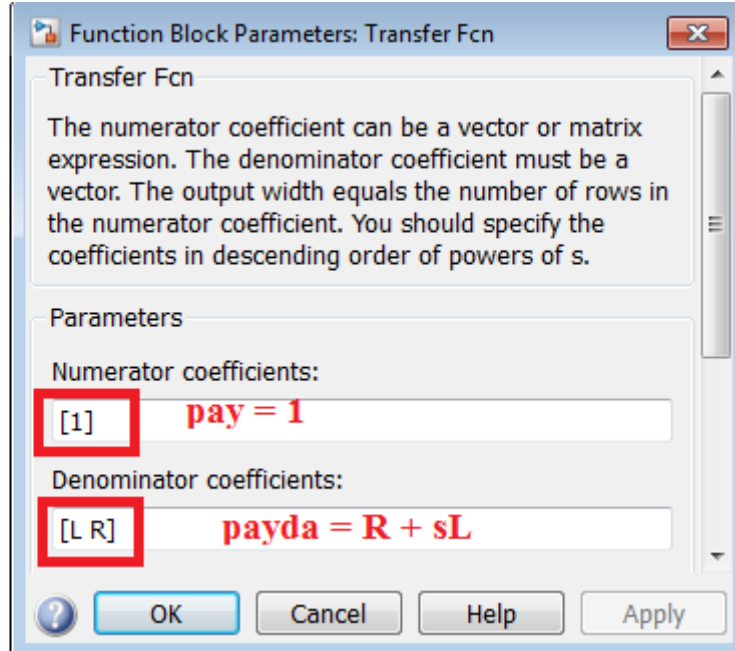 Function Block Parameters: Transfer Fcn
Transfer Fcn
The numerator coefficient can be a vector or matrix
expression. The denominator coefficient must be a
vector. The output width equals the number of rows in
the numerator coefficient. You should specify the
coefficients in descending order of powers of s.
Parameters
Numerator coefficients:
[1] pay = 1
Denominator coefficients:
[L R] payda = R + sL
? OK Cancel Help Apply